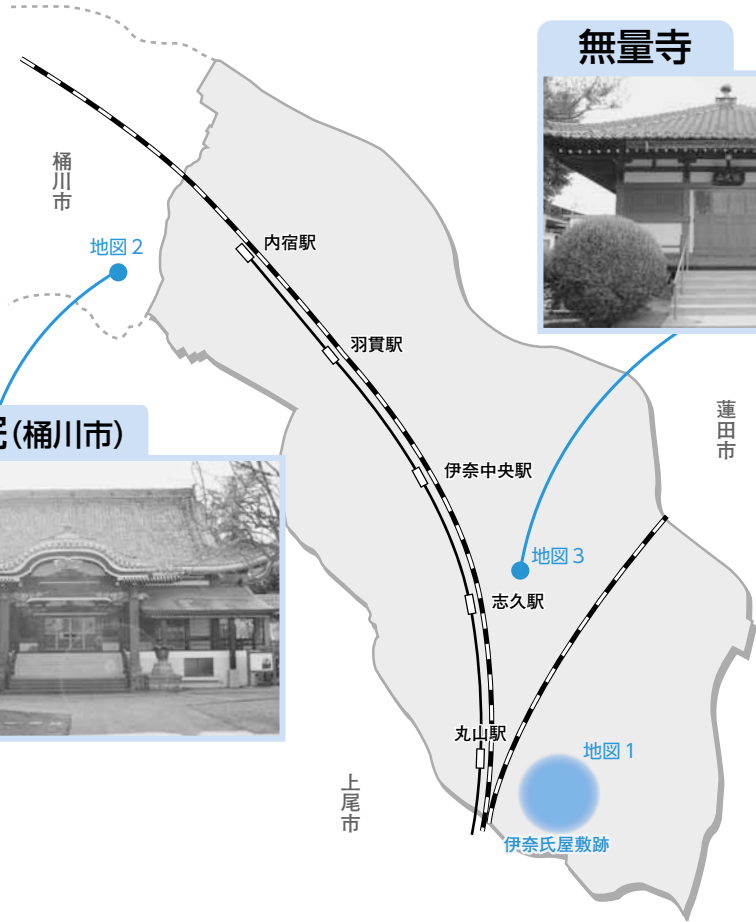 無量寺
桶川市
地図2
内宿駅
羽貫駅
蓮田市
(桶川市)
伊奈中央駅
地図3
志久駅
丸山駅
地図1
上尾市
伊奈氏屋敷跡